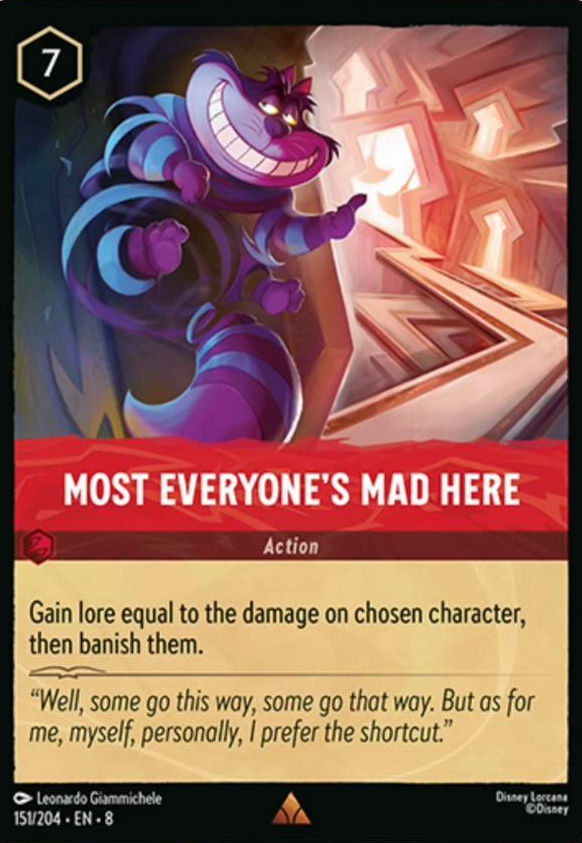 7
MOST EVERYONE'S MAD HERE
Action
Gain lore equal to the damage on chosen character,
then banish them.
“Well, some go this way, some go that way. But as for
me, myself, personally, I prefer the shortcut.”
Leonardo Giammichele
Disney Lorcana
151/204 • EN • 8
©Disney